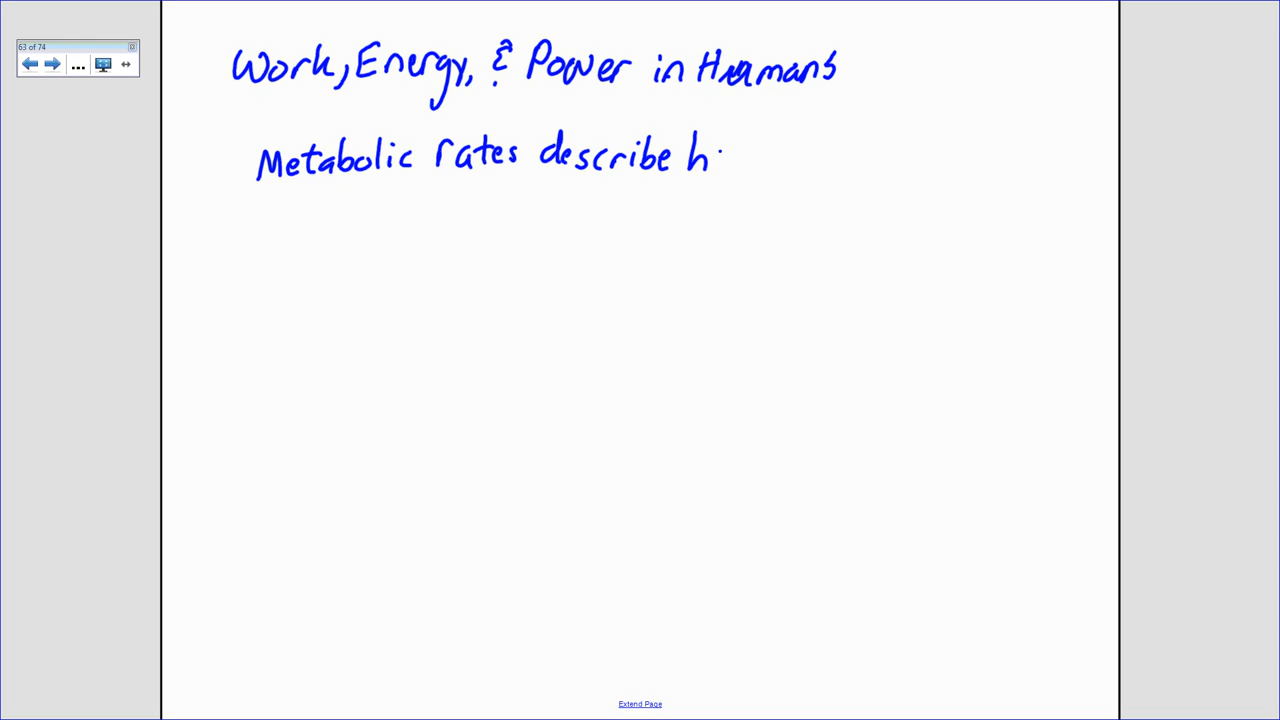 63 of 74
Work, Energy, & Power in Humans
Metabolic rates describe h
Extend Page